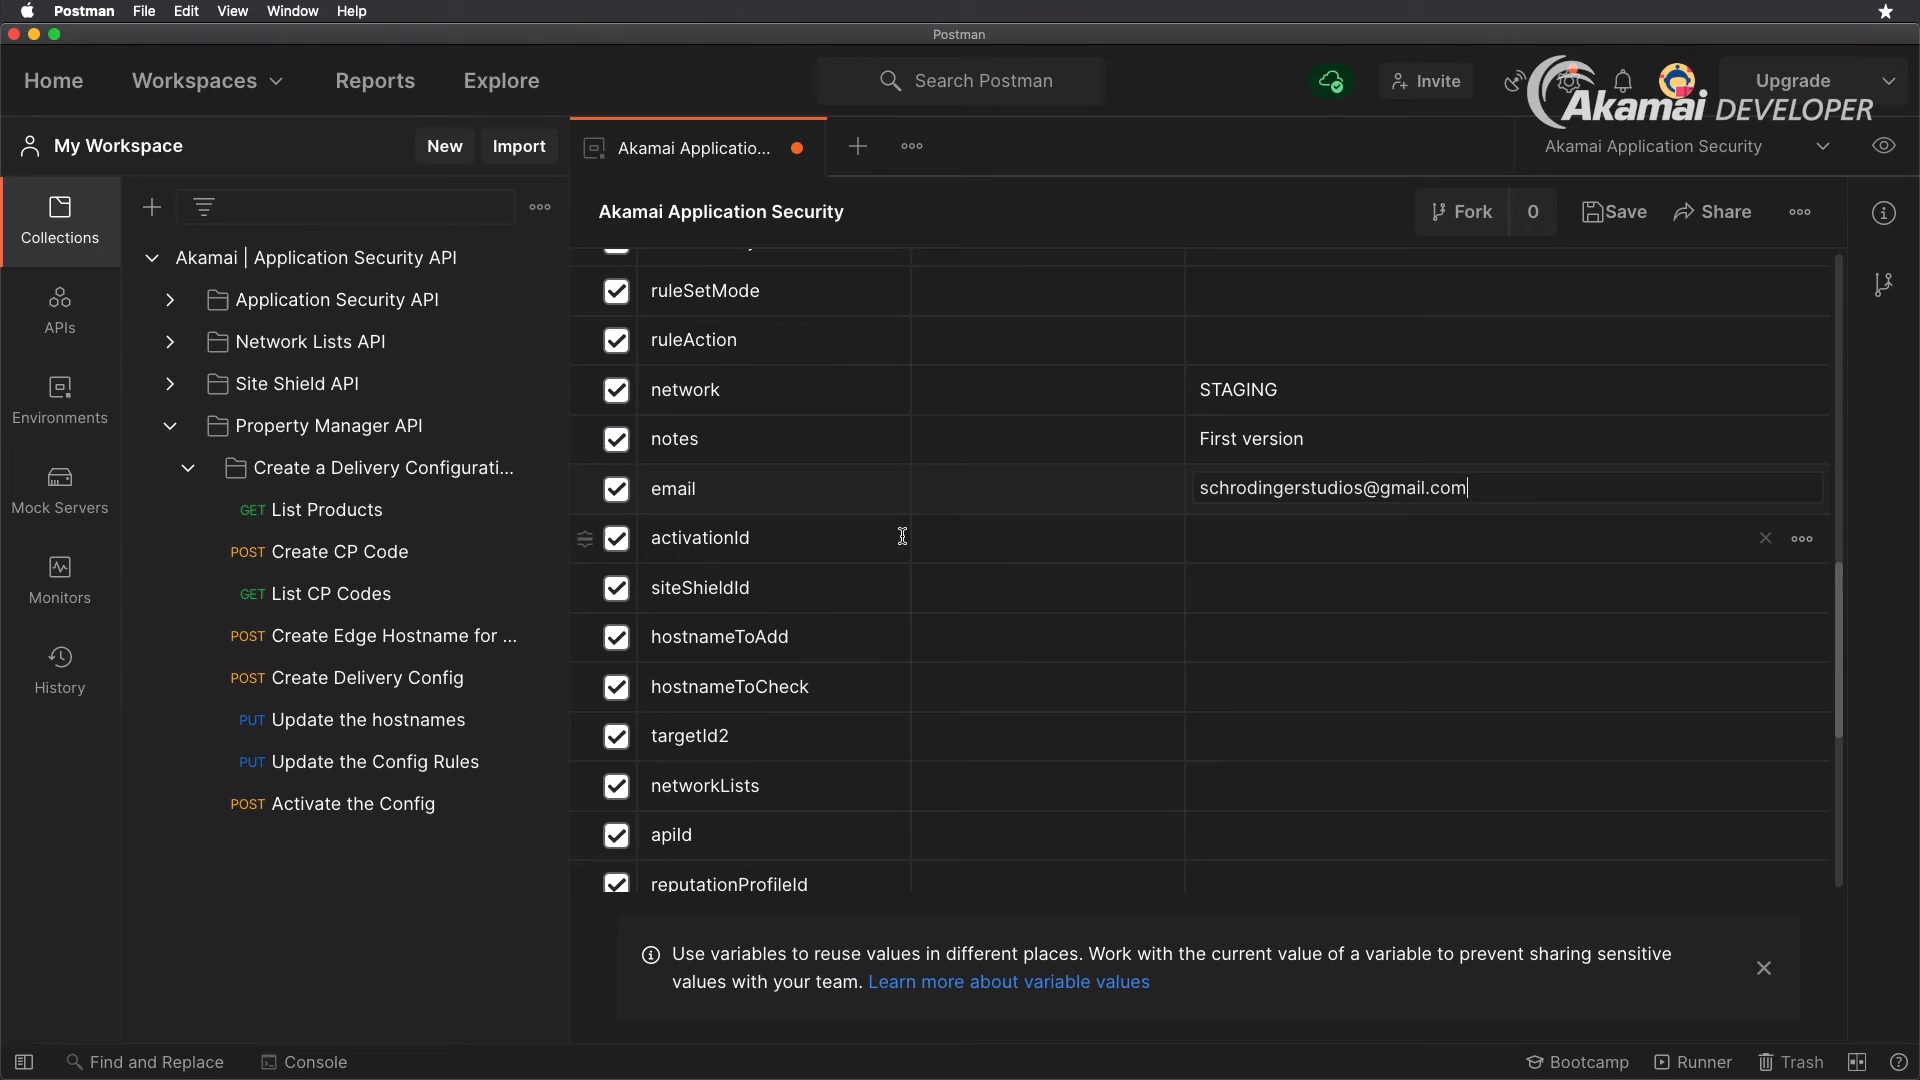 Postman File Edit View Window Help
Postman
Home Workspaces Reports Explore
Search Postman
Invite
Upgrade
Akamai DEVELOPER
My Workspace
New
Import
Akamai Applicatio...
Akamai Application Security
Akamai Application Security
Fork
0
Save
Share
Collections
APIs
Environments
Mock Servers
Monitors
History
Akamai | Application Security API
Application Security API
Network Lists API
Site Shield API
Property Manager API
Create a Delivery Configurati...
GET List Products
POST Create CP Code
GET List CP Codes
POST Create Edge Hostname for ...
POST Create Delivery Config
PUT Update the hostnames
PUT Update the Config Rules
POST Activate the Config
ruleSetMode
ruleAction
network STAGING
notes First version
email schrodingerstudios@gmail.com
activationId
siteShieldId
hostnameToAdd
hostnameToCheck
targetId2
networkLists
apiId
reputationProfileId
Use variables to reuse values in different places. Work with the current value of a variable to prevent sharing sensitive
values with your team. Learn more about variable values
Find and Replace
Console
Bootcamp
Runner
Trash